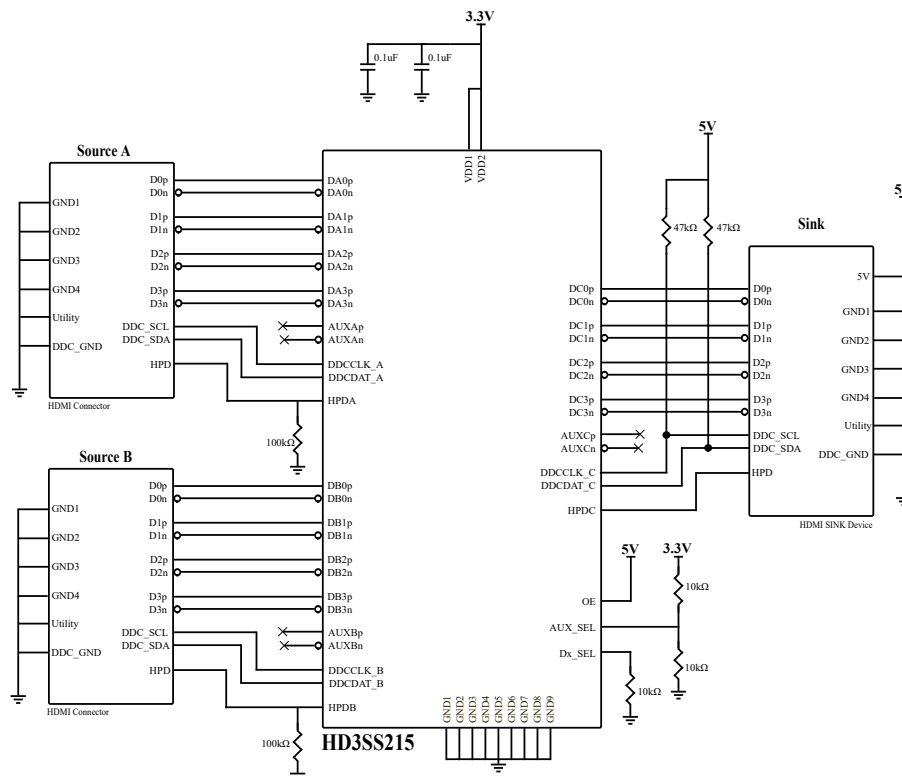 3.3V
0.1uF 0.1uF
VDD1
VDD2
5V
5
Source A
D0p
D0n
D1p
D1n
D2p
D2n
D3p
D3n
DDC_SCL
DDC_SDA
HPD
GND1
GND2
GND3
GND4
Utility
DDC_GND
HDMI Connector
100kΩ
Source B
D0p
D0n
D1p
D1n
D2p
D2n
D3p
D3n
DDC_SCL
DDC_SDA
HPD
GND1
GND2
GND3
GND4
Utility
DDC_GND
HDMI Connector
100kΩ
DA0p
DA0n
DA1p
DA1n
DA2p
DA2n
DA3p
DA3n
AUXAp
AUXAn
DDCCLK_A
DDCDAT_A
HPDA
DB0p
DB0n
DB1p
DB1n
DB2p
DB2n
DB3p
DB3n
AUXBp
AUXBn
DDCCLK_B
DDCDAT_B
HPDB
HD3SS215
GND1
GND2
GND3
GND4
GND5
GND6
GND7
GND8
GND9
DC0p
DC0n
DC1p
DC1n
DC2p
DC2n
DC3p
DC3n
AUXCp
AUXCn
DDCCLK_C
DDCDAT_C
HPDC
OE
AUX_SEL
Dx_SEL
47kΩ 47kΩ
5V 3.3V
10kΩ
10kΩ
10kΩ
Sink
D0p
D0n
D1p
D1n
D2p
D2n
D3p
D3n
DDC_SCL
DDC_SDA
HPD
5V
GND1
GND2
GND3
GND4
Utility
DDC_GND
HDMI SINK Device